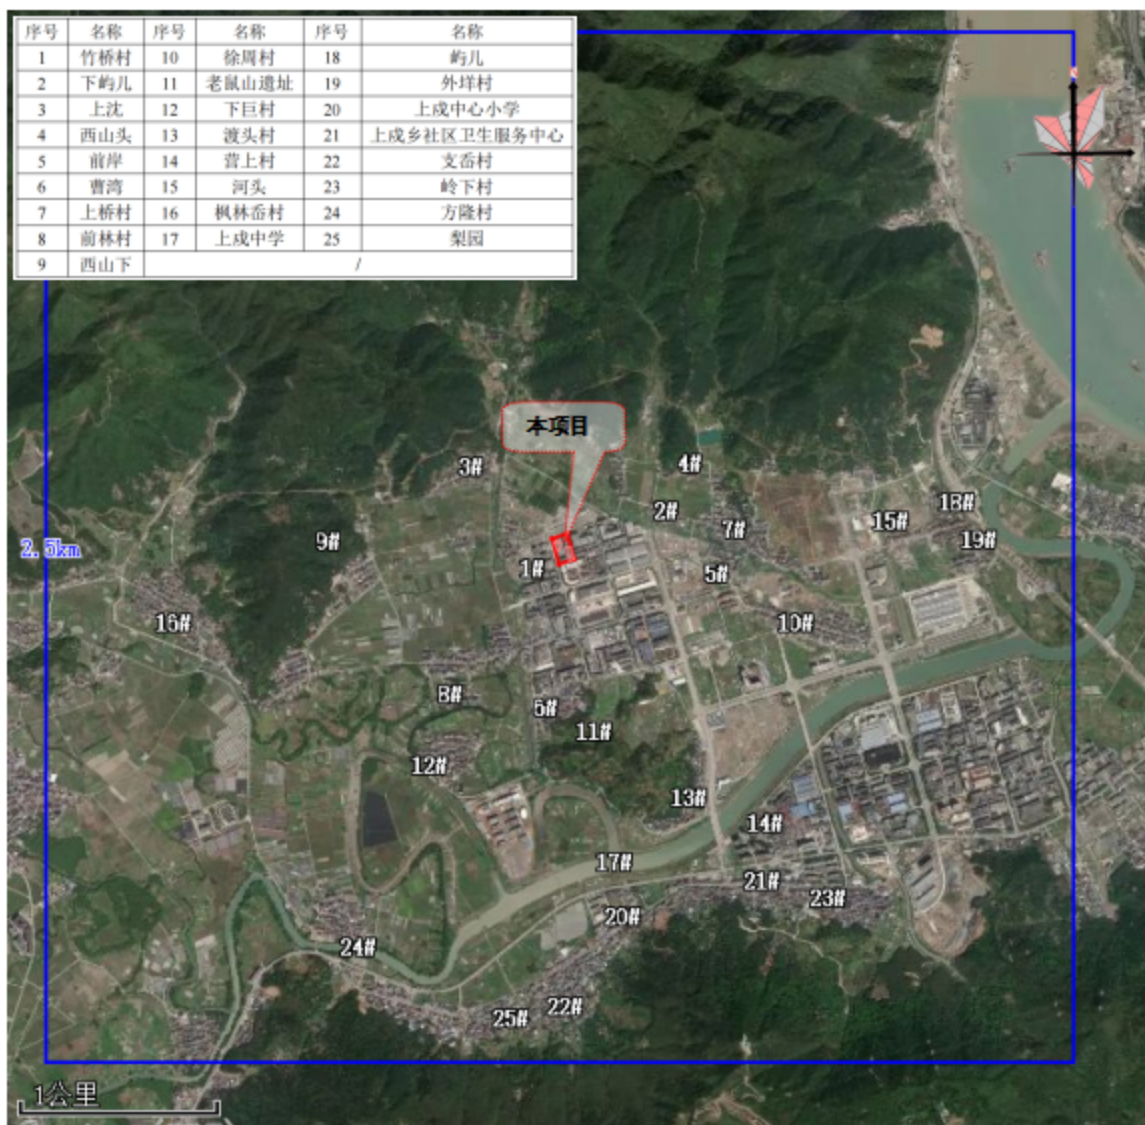 序号 名称 序号 名称 序号 名称
1 竹桥村 10 徐周村 18 屿儿
2 下屿儿 11 老鼠山遗址 19 外垟村
3 上沈 12 下巨村 20 上戍中心小学
4 西山头 13 渡头村 21 上戍乡社区卫生服务中心
5 前岸 14 营上村 22 支岙村
6 曹湾 15 河头 23 岭下村
7 上桥村 16 枫林岙村 24 方隆村
8 前林村 17 上戍中学 25 梨园
9 西山下 /
本项目
3#
4#
2#
18#
15#
7#
9#
19#
2.5km
1#
5#
16#
10#
8#
6#
11#
12#
13#
14#
17#
21#
23#
20#
24#
22#
25#
1公里